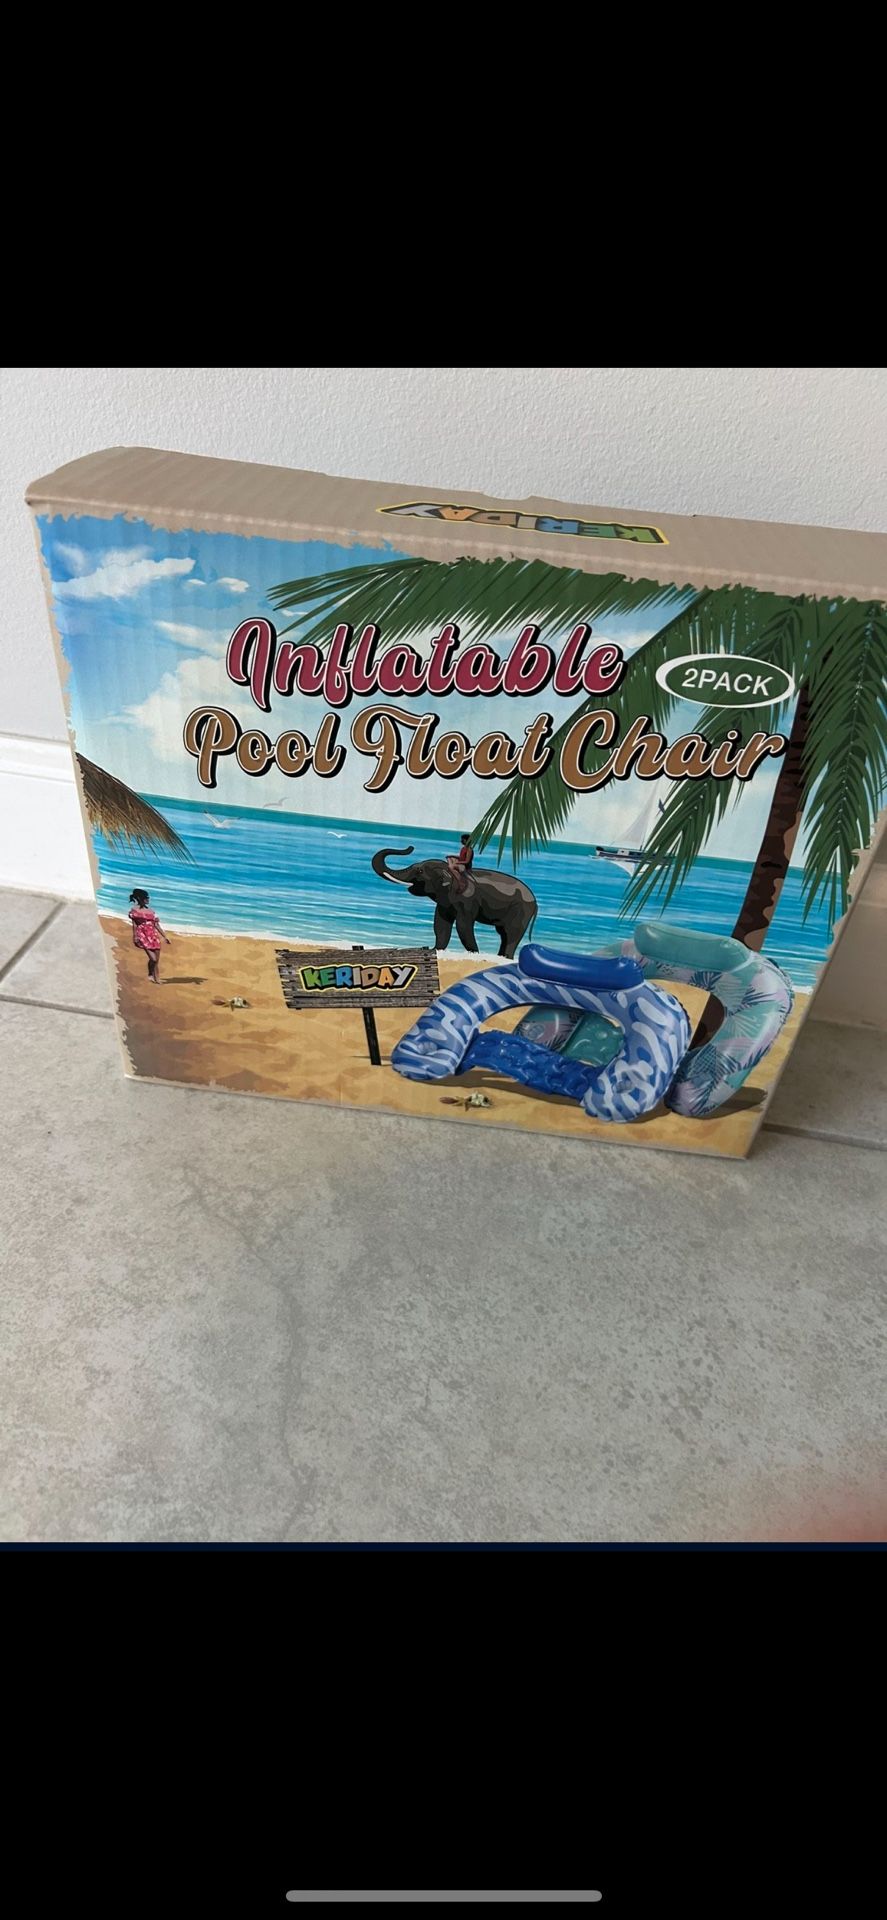 KERIDAY
Inflatable
2PACK
Pool Float Chair
KERIDAY